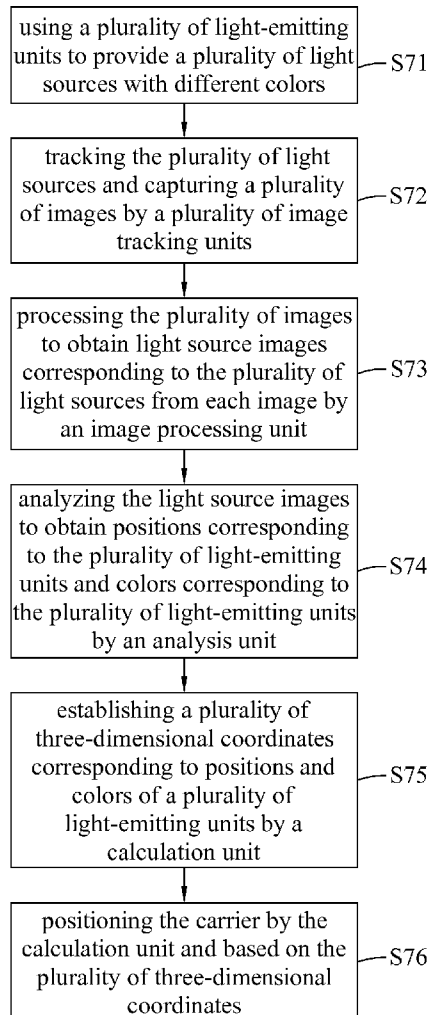 using a plurality of light-emitting
units to provide a plurality of light
sources with different colors
S71
tracking the plurality of light
sources and capturing a plurality
of images by a plurality of image
tracking units
S72
processing the plurality of images
to obtain light source images
corresponding to the plurality of
light sources from each image by
an image processing unit
S73
analyzing the light source images
to obtain positions corresponding
to the plurality of light-emitting
units and colors corresponding to
the plurality of light-emitting units
by an analysis unit
S74
establishing a plurality of
three-dimensional coordinates
corresponding to positions and
colors of a plurality of
light-emitting units by a
calculation unit
S75
positioning the carrier by the
calculation unit and based on the
plurality of three-dimensional
coordinates
S76